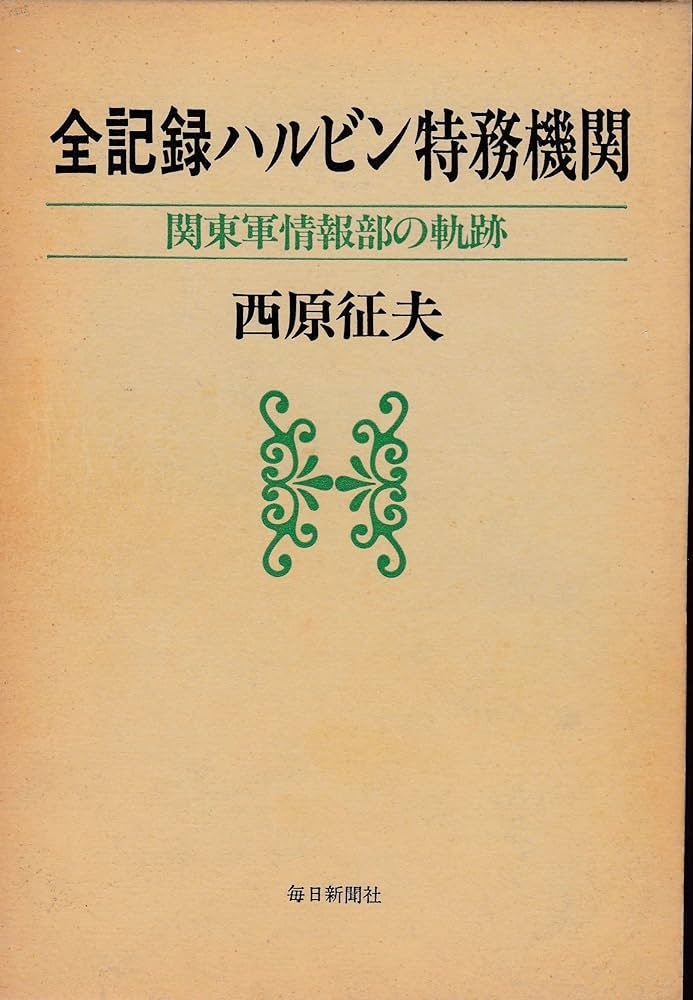 全記録ハルビン特務機関
関東軍情報部の軌跡
西原征夫
毎日新聞社